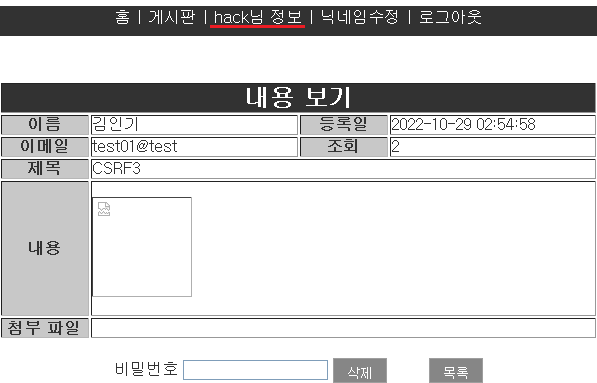 홈 | 게시판 | hack님 정보 | 닉네임수정 | 로그아웃
내용 보기
이름 김인기 등록일 2022-10-29 02:54:58
이메일 test01@test 조회 2
제목 CSRF3
내용
첨부 파일
비밀번호 삭제 목록